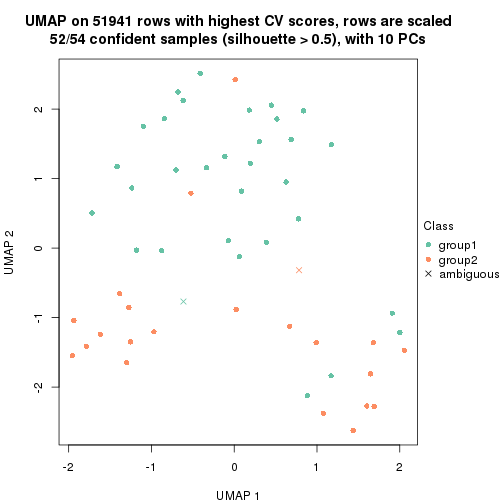 UMAP on 51941 rows with highest CV scores, rows are scaled
52/54 confident samples (silhouette > 0.5), with 10 PCs
2
1
0
-1
-2
UMAP 2
-2
-1
0
1
2
UMAP 1
Class
group1
group2
ambiguous